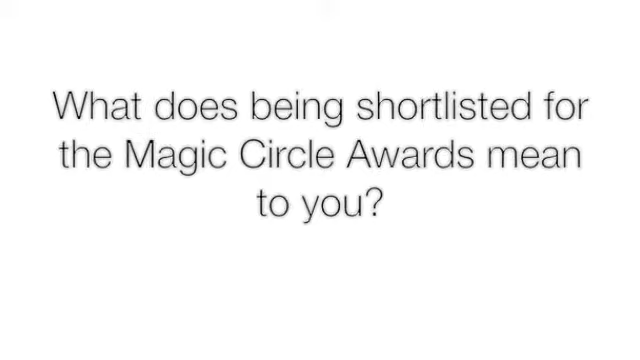 What does being shortlisted for
the Magic Circle Awards mean
to you?